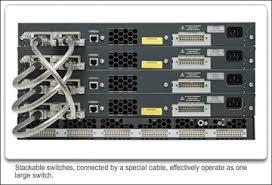 Stackable switches, connected by a special cable, effectively operate as one
large switch.